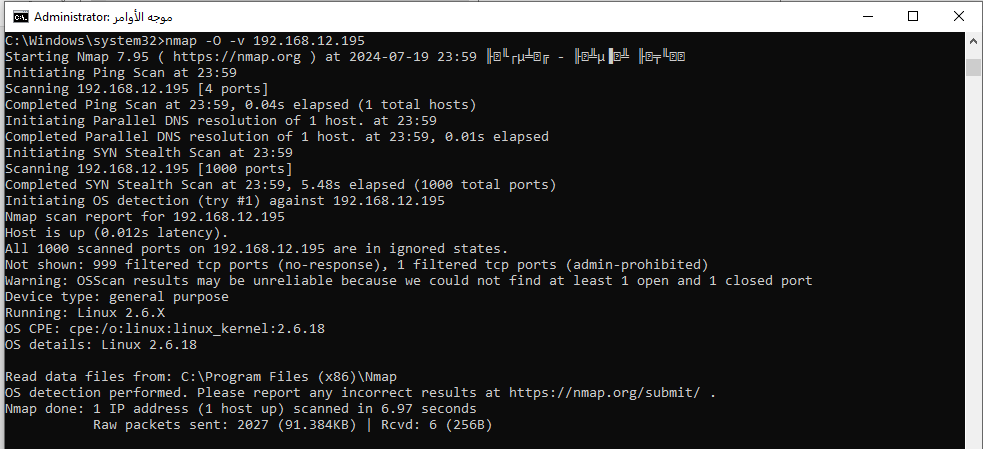 Administrator: موجه الأوامر
C:\Windows\system32>nmap -O -v 192.168.12.195
Starting Nmap 7.95 ( https://nmap.org ) at 2024-07-19 23:59
Initiating Ping Scan at 23:59
Scanning 192.168.12.195 [4 ports]
Completed Ping Scan at 23:59, 0.04s elapsed (1 total hosts)
Initiating Parallel DNS resolution of 1 host. at 23:59
Completed Parallel DNS resolution of 1 host. at 23:59, 0.01s elapsed
Initiating SYN Stealth Scan at 23:59
Scanning 192.168.12.195 [1000 ports]
Completed SYN Stealth Scan at 23:59, 5.48s elapsed (1000 total ports)
Initiating OS detection (try #1) against 192.168.12.195
Nmap scan report for 192.168.12.195
Host is up (0.012s latency).
All 1000 scanned ports on 192.168.12.195 are in ignored states.
Not shown: 999 filtered tcp ports (no-response), 1 filtered tcp ports (admin-prohibited)
Warning: OSScan results may be unreliable because we could not find at least 1 open and 1 closed port
Device type: general purpose
Running: Linux 2.6.X
OS CPE: cpe:/o:linux:linux_kernel:2.6.18
OS details: Linux 2.6.18
Read data files from: C:\Program Files (x86)\Nmap
OS detection performed. Please report any incorrect results at https://nmap.org/submit/ .
Nmap done: 1 IP address (1 host up) scanned in 6.97 seconds
Raw packets sent: 2027 (91.384KB) | Rcvd: 6 (256B)